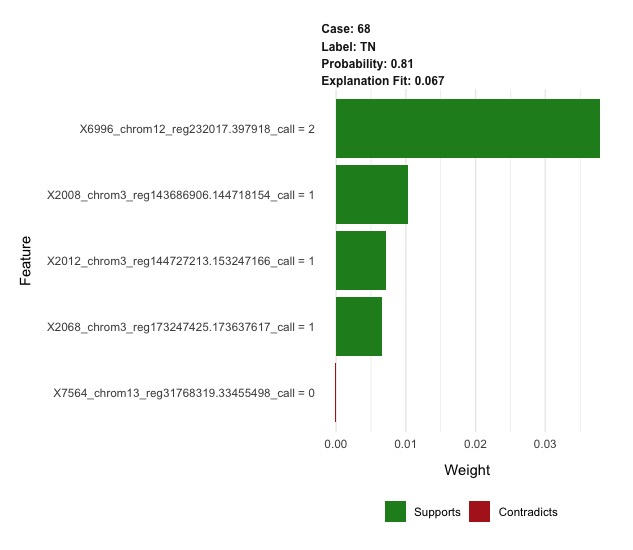 Case: 68
Label: TN
Probability: 0.81
Explanation Fit: 0.067
X6996_chrom12_reg232017.397918_call = 2
X2008_chrom3_reg143686906.144718154_call = 1
X2012_chrom3_reg144727213.153247166_call = 1
X2068_chrom3_reg173247425.173637617_call = 1
X7564_chrom13_reg31768319.33455498_call = 0
Feature
0.00 0.01 0.02 0.03
Weight
Supports Contradicts